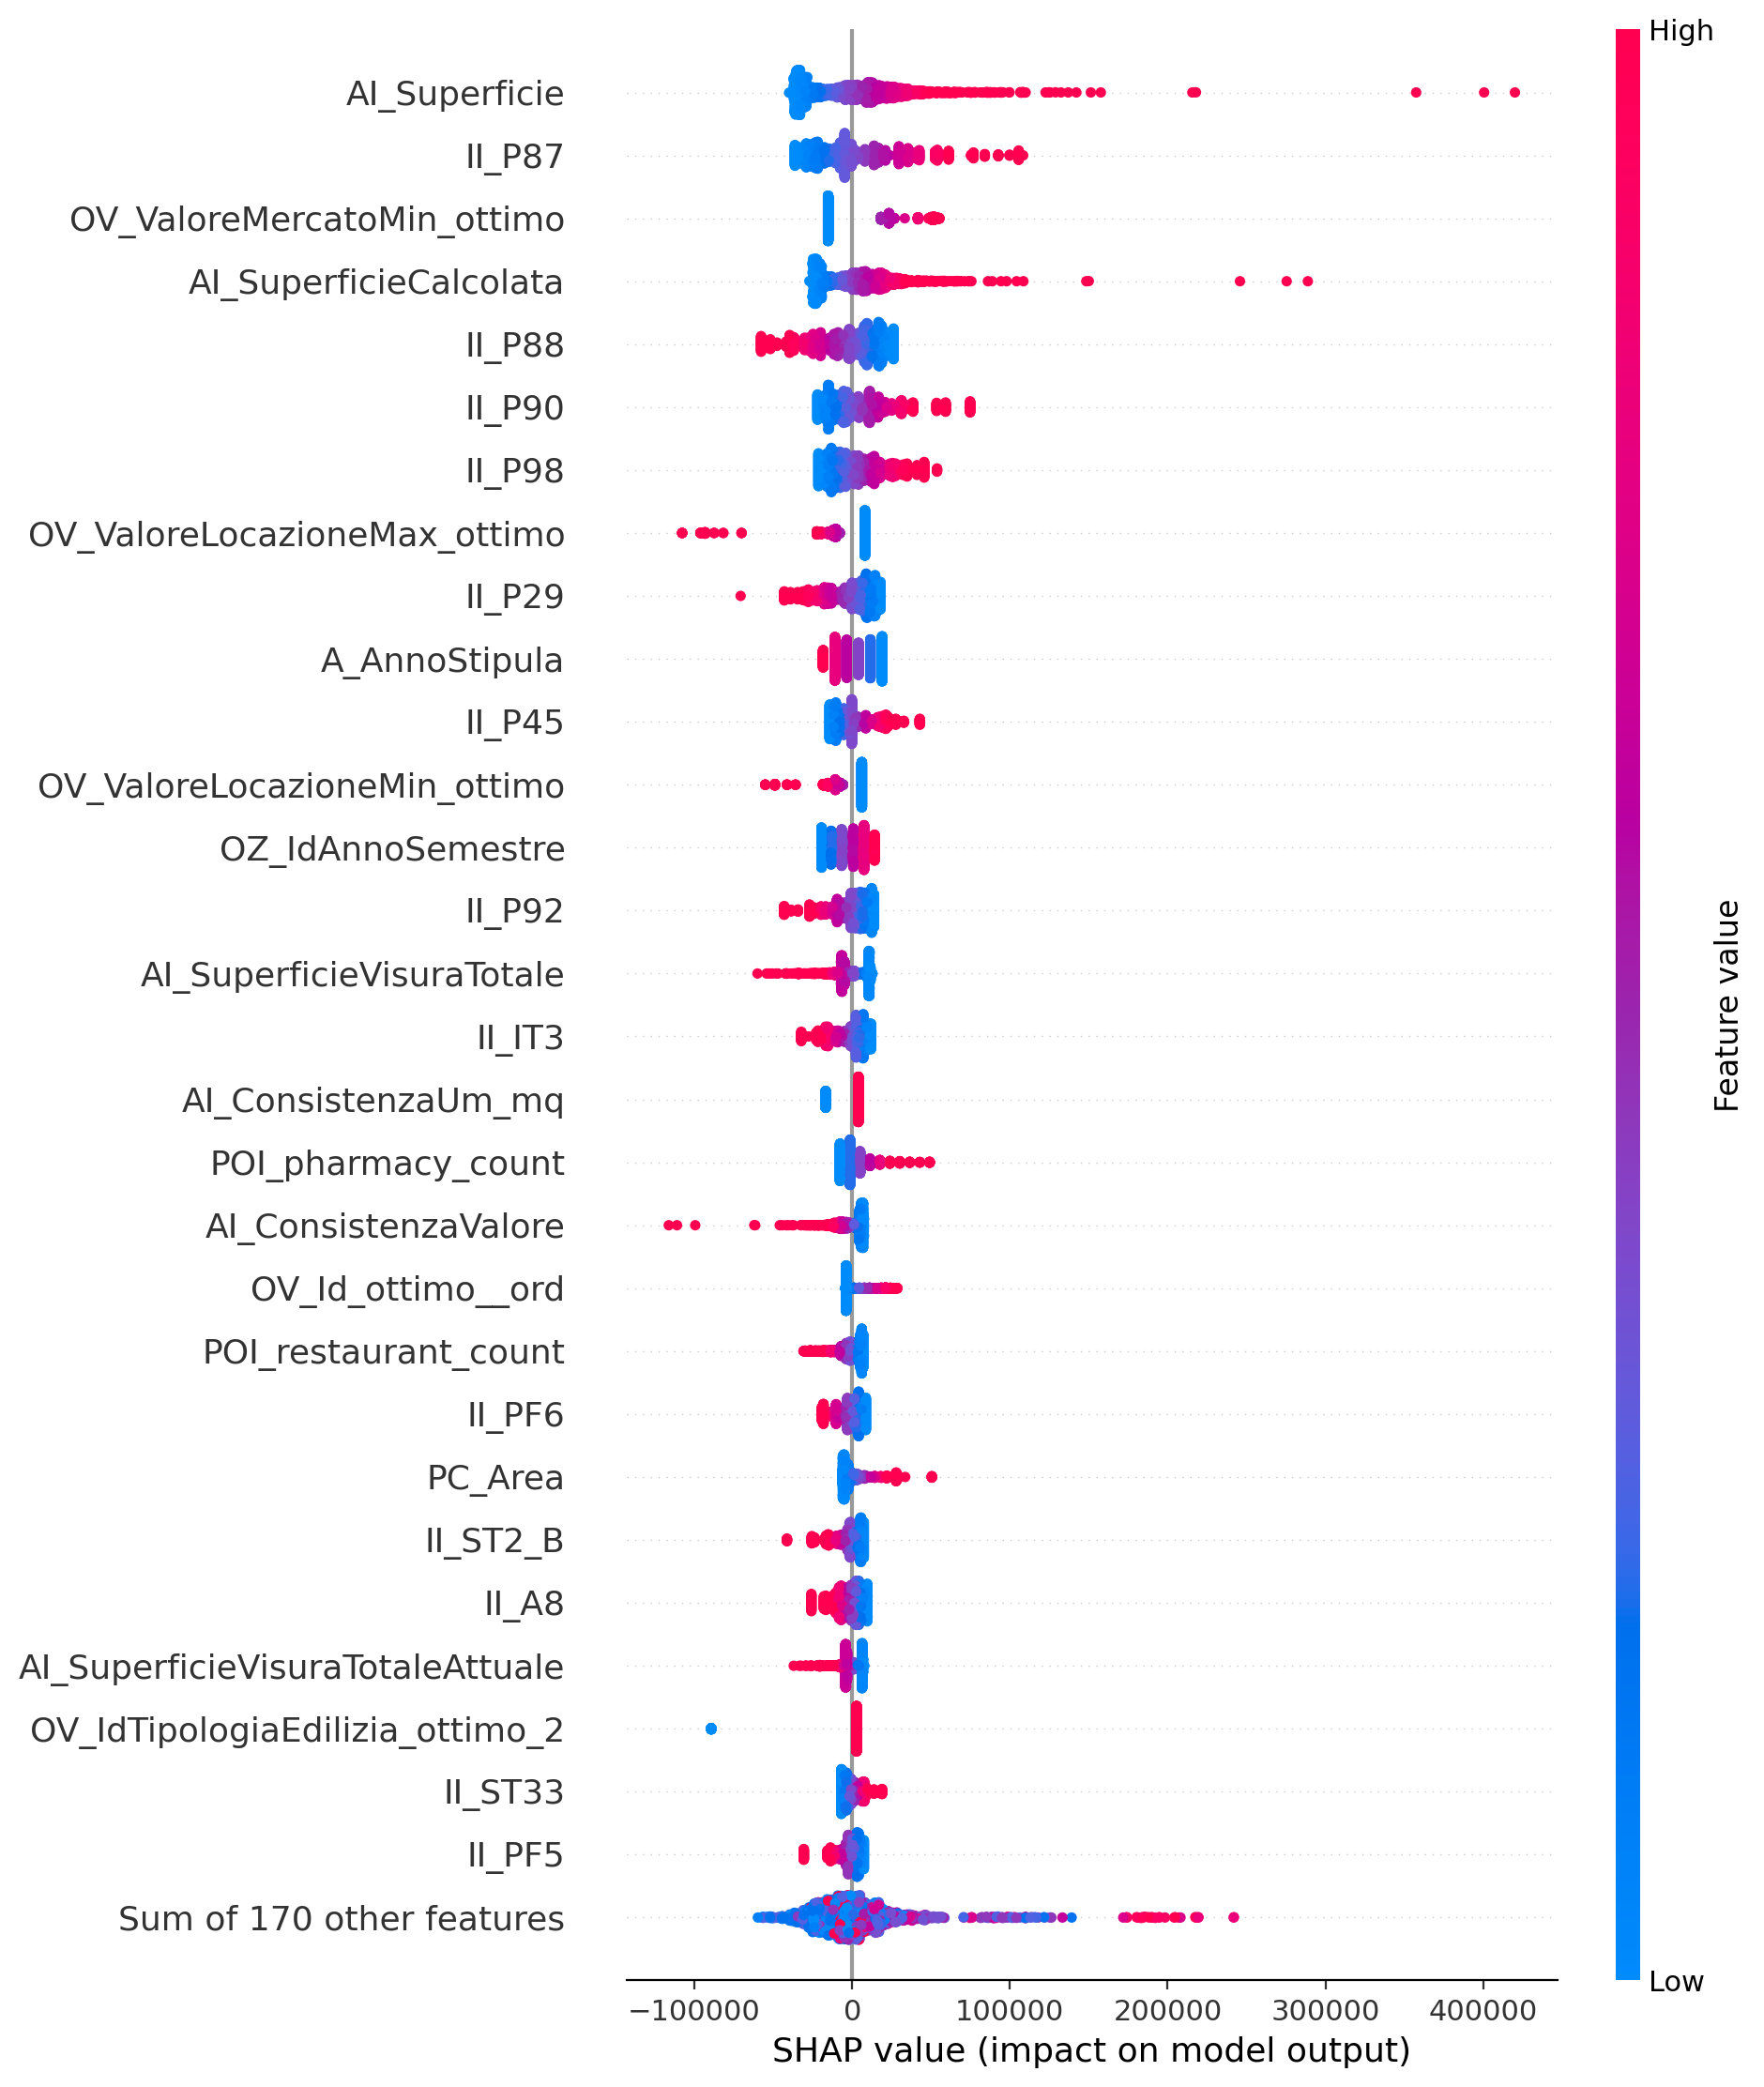 High
AI_Superficie
II_P87
OV_ValoreMercatoMin_ottimo
AI_SuperficieCalcolata
II_P88
II_P90
II_P98
OV_ValoreLocazioneMax_ottimo
II_P29
A_AnnoStipula
II_P45
OV_ValoreLocazioneMin_ottimo
OZ_IdAnnoSemestre
II_P92
AI_SuperficieVisuraTotale
II_IT3
AI_ConsistenzaUm_mq
POI_pharmacy_count
AI_ConsistenzaValore
OV_Id_ottimo__ord
POI_restaurant_count
II_PF6
PC_Area
II_ST2_B
II_A8
AI_SuperficieVisuraTotaleAttuale
OV_IdTipologiaEdilizia_ottimo_2
II_ST33
II_PF5
Sum of 170 other features
Feature value
Low
−100000 0 100000 200000 300000 400000
SHAP value (impact on model output)